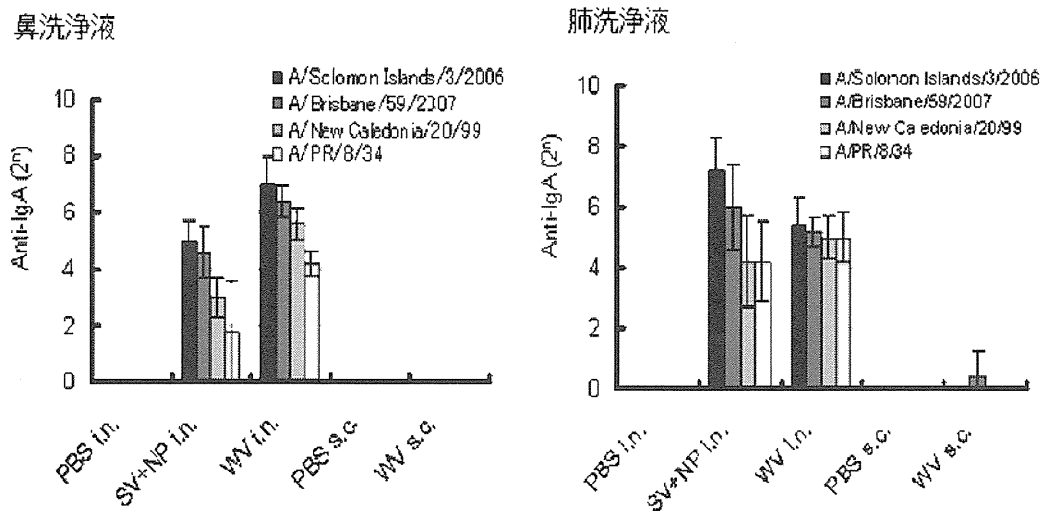 鼻洗浄液
A/Solomon Islands/3/2006
A/Brisbane/59/2007
A/New Caledonia/20/99
A/PR/8/34
Anti-IgA (2ⁿ)
10
8
6
4
2
0
PBS i.n.
SV+NP i.n.
WV i.n.
PBS s.c.
WV s.c.
肺洗浄液
A/Solomon Islands/3/2006
A/Brisbane/59/2007
A/New Caledonia/20/99
A/PR/8/34
Anti-IgA (2ⁿ)
10
8
6
4
2
0
PBS i.n.
SV+NP i.n.
WV i.n.
PBS s.c.
WV s.c.